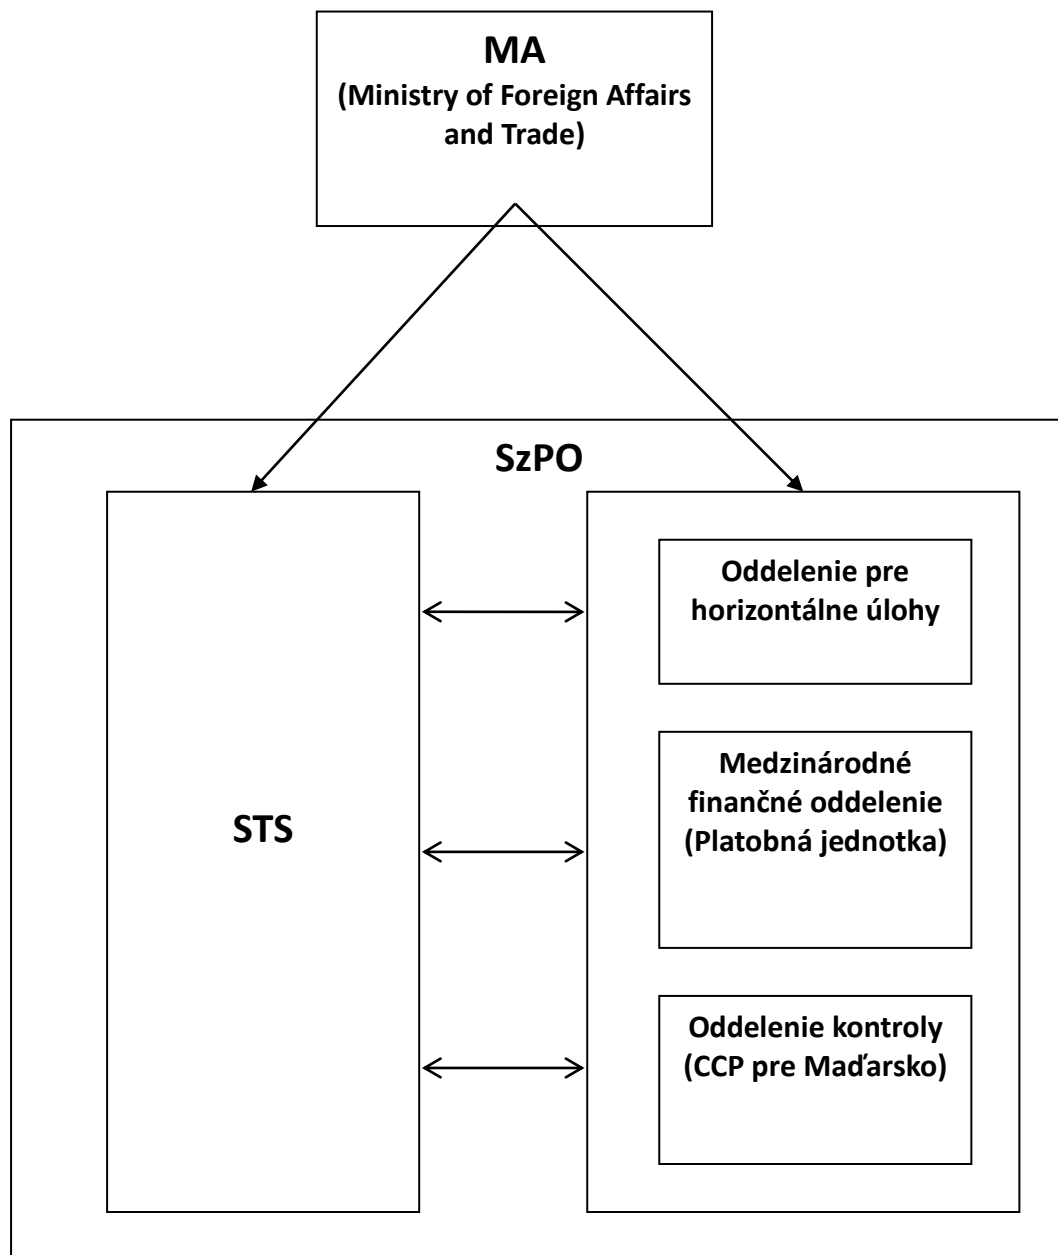 MA
(Ministry of Foreign Affairs
and Trade)
SzPO
STS
Oddelenie pre
horizontálne úlohy
Medzinárodné
finančné oddelenie
(Platobná jednotka)
Oddelenie kontroly
(CCP pre Maďarsko)